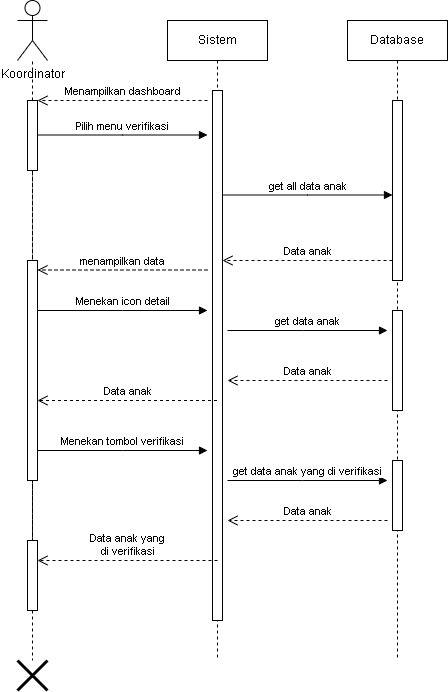 Koordinator
Sistem
Database
Menampilkan dashboard
Pilih menu verifikasi
get all data anak
Data anak
menampilkan data
Menekan icon detail
get data anak
Data anak
Data anak
Menekan tombol verifikasi
get data anak yang di verifikasi
Data anak
Data anak yang
di verifikasi